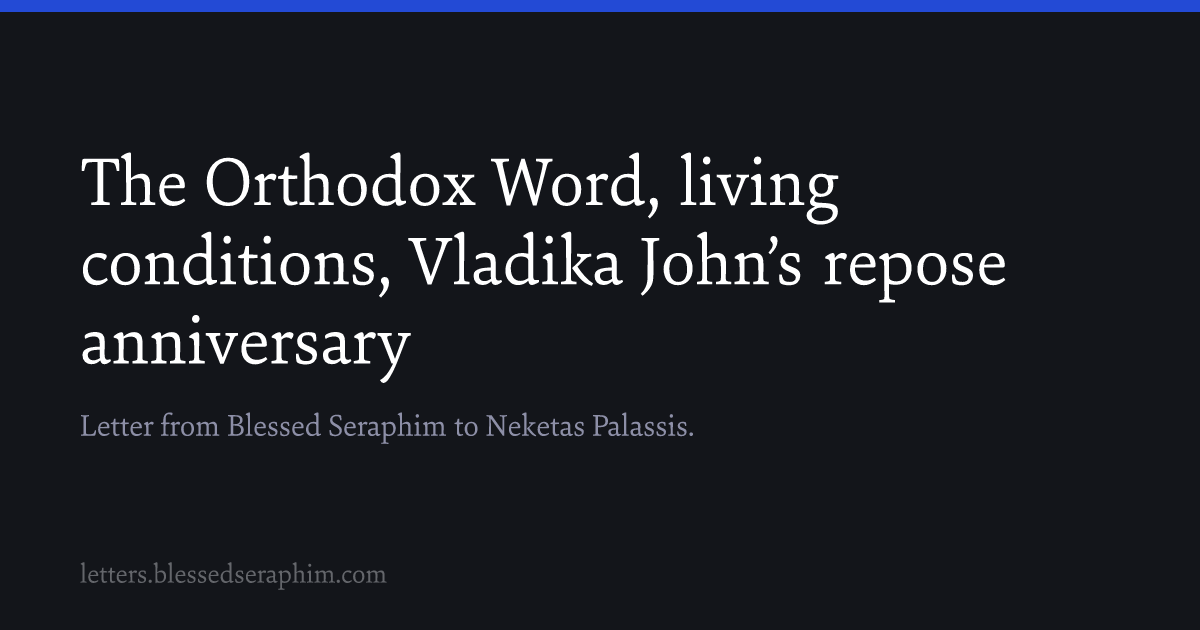 The Orthodox Word, living
conditions, Vladika John’s repose
anniversary
Letter from Blessed Seraphim to Neketas Palassis.
letters.blessedseraphim.com